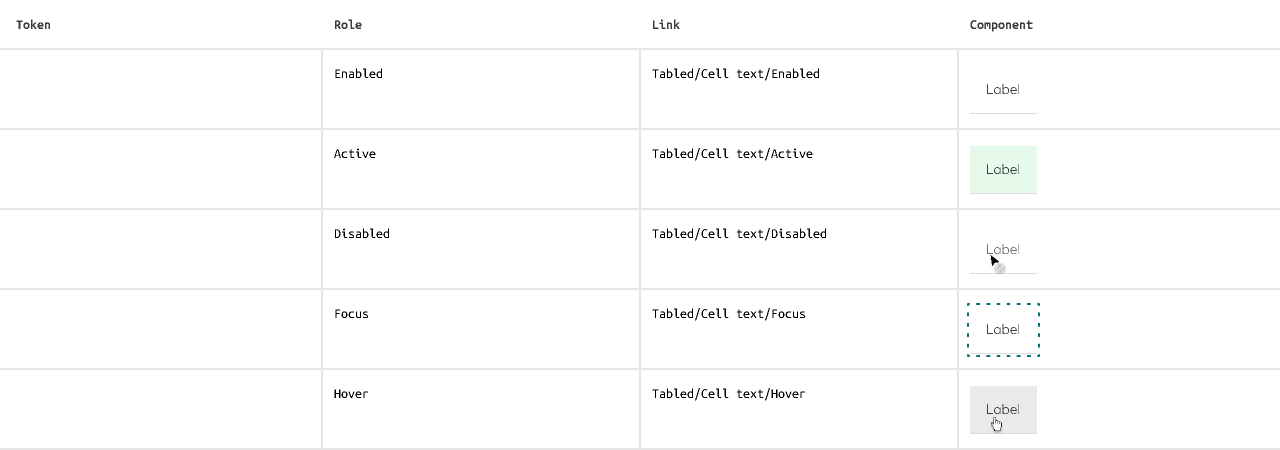 Token Role Link Component
Enabled Tabled/Cell text/Enabled Label
Active Tabled/Cell text/Active Label
Disabled Tabled/Cell text/Disabled Label
Focus Tabled/Cell text/Focus Label
Hover Tabled/Cell text/Hover Label